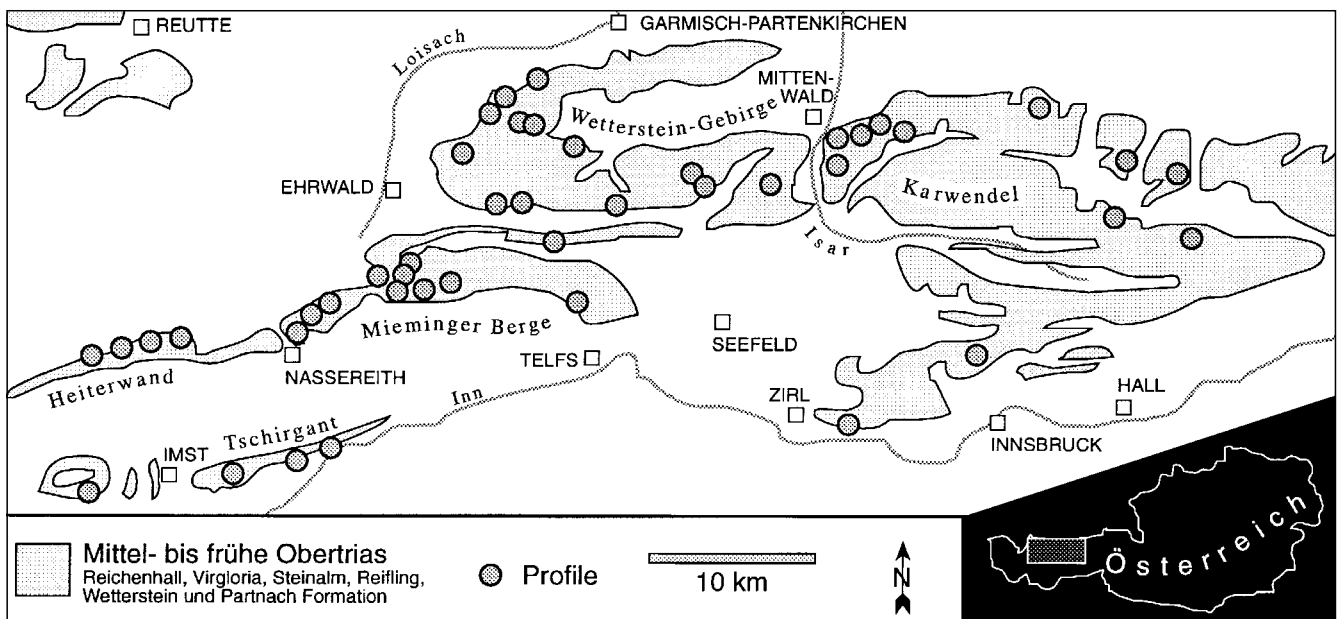 REUTTE
GARMISCH-PARTENKIRCHEN
Loisach
MITTEN-
WALD
Wetterstein-Gebirge
EHRWALD
Karwendel
Isar
Mieminger Berge
SEEFELD
TELFS
NASSEREITH
Heiterwand
Inn
HALL
ZIRL
INNSBRUCK
Tschirgant
IMST
Mittel- bis frühe Obertrias
Reichenhall, Virgloria, Steinalm, Reifling,
Wetterstein und Partnach Formation
Profile
10 km
N
Österreich